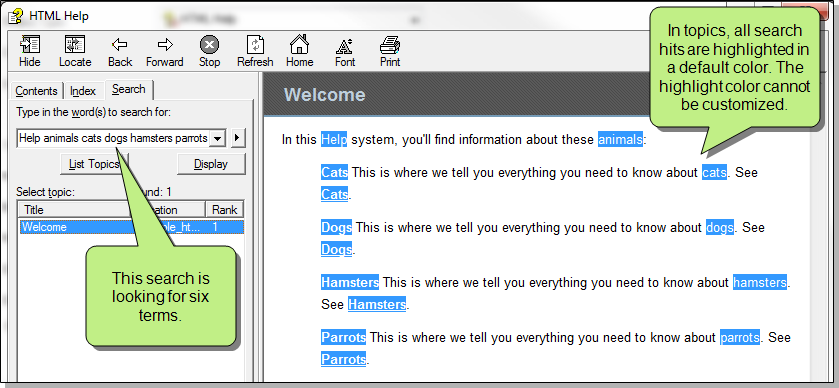 HTML Help
Hide Locate Back Forward Stop Refresh Home Font Print
Contents Index Search
Type in the word(s) to search for:
Help animals cats dogs hamsters parrots
List Topics Display
Select topic: und: 1
Title ation Rank
Welcome ple_ht... 1
This search is
looking for six
terms.
Welcome
In this Help system, you'll find information about these animals:
Cats This is where we tell you everything you need to know about cats. See
Cats.
Dogs This is where we tell you everything you need to know about dogs. See
Dogs.
Hamsters This is where we tell you everything you need to know about hamsters.
See Hamsters.
Parrots This is where we tell you everything you need to know about parrots. See
Parrots.
In topics, all search
hits are highlighted in
a default color. The
highlight color cannot
be customized.